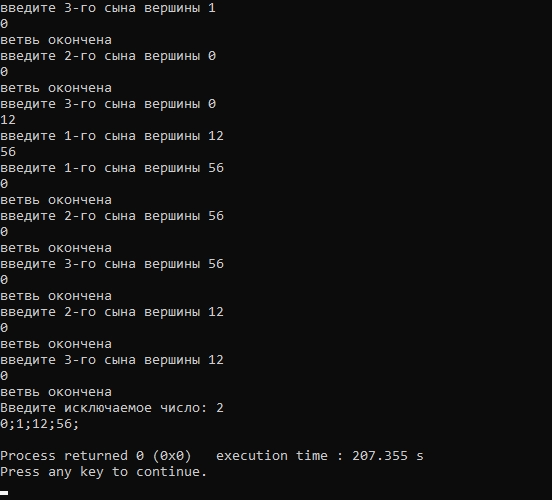 введите 3-го сына вершины 1
0
ветвь окончена
введите 2-го сына вершины 0
0
ветвь окончена
введите 3-го сына вершины 0
12
введите 1-го сына вершины 12
56
введите 1-го сына вершины 56
0
ветвь окончена
введите 2-го сына вершины 56
0
ветвь окончена
введите 3-го сына вершины 56
0
ветвь окончена
введите 2-го сына вершины 12
0
ветвь окончена
введите 3-го сына вершины 12
0
ветвь окончена
Введите исключаемое число: 2
0;1;12;56;
Process returned 0 (0x0)   execution time : 207.355 s
Press any key to continue.